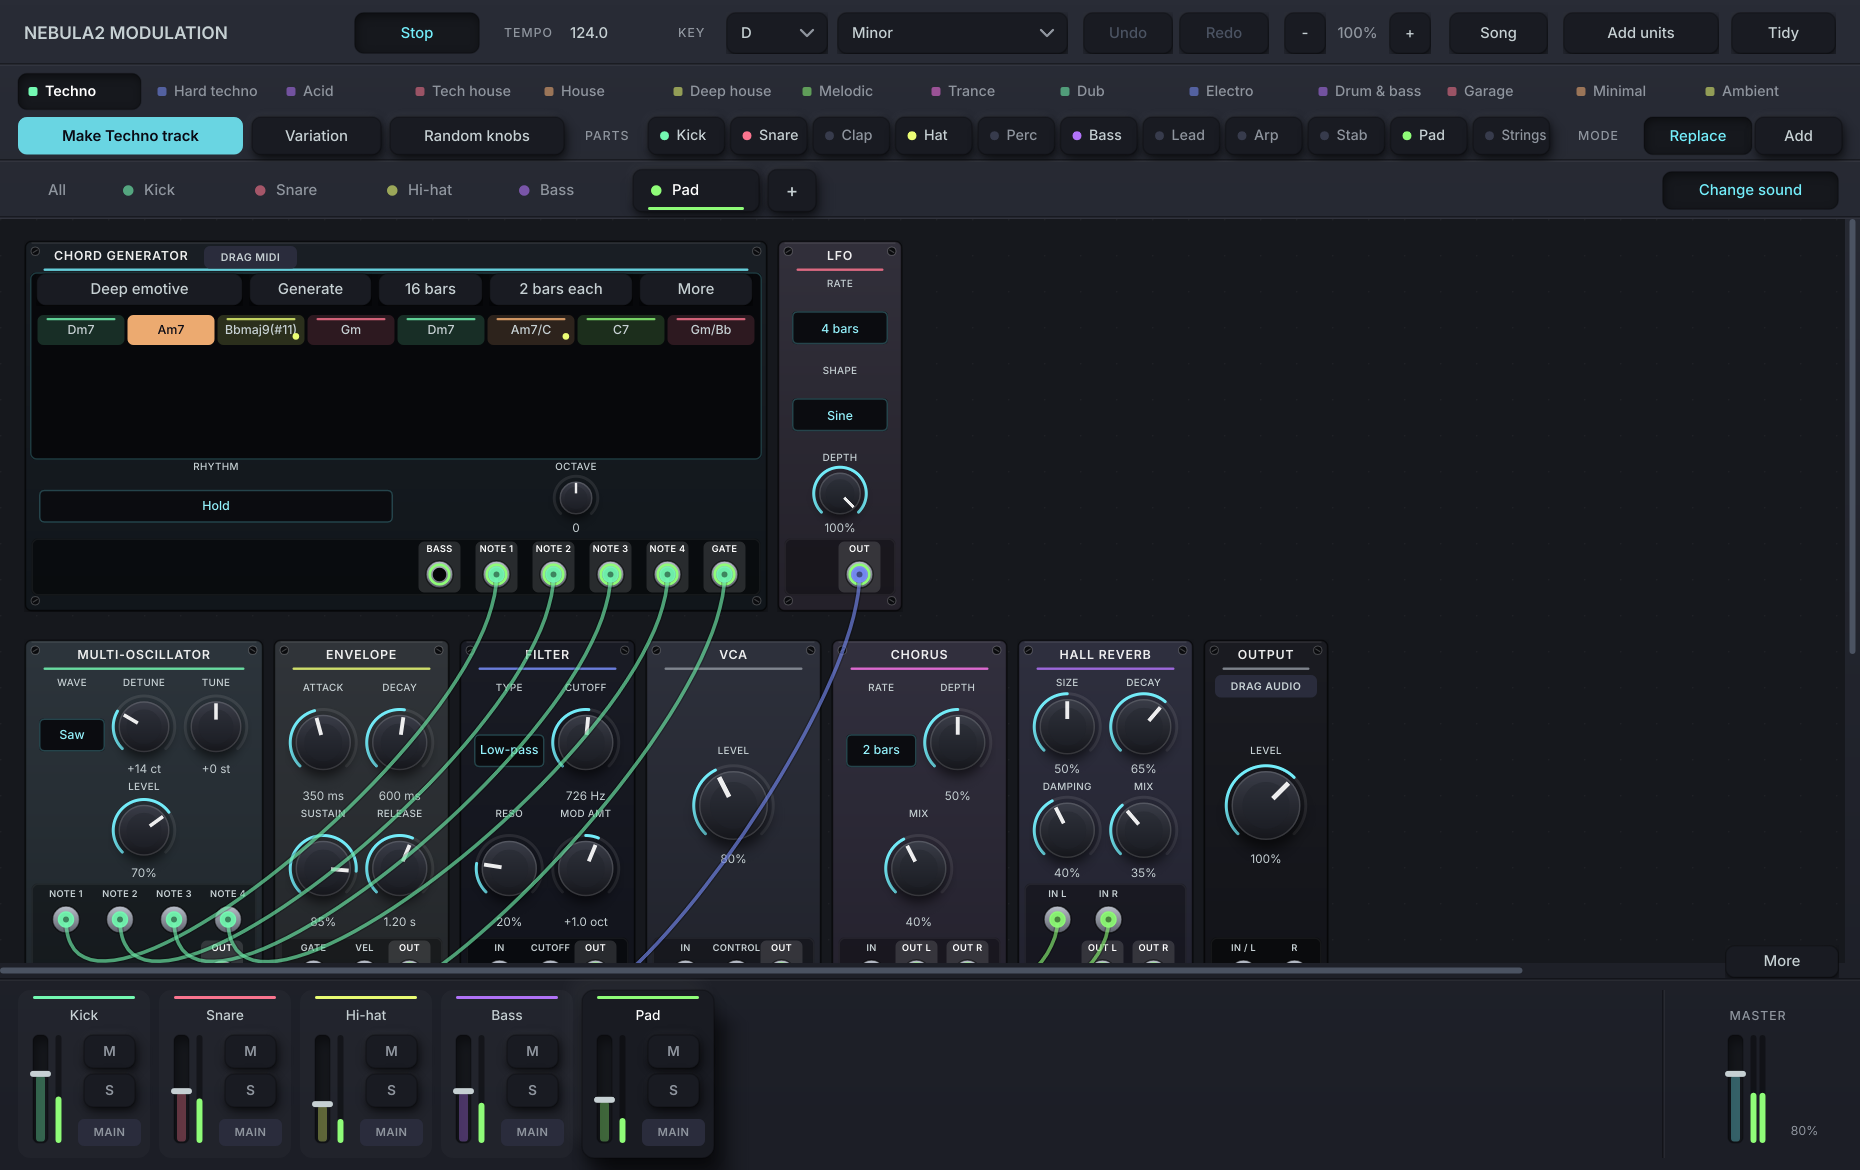 NEBULA2 MODULATION Stop TEMPO 124.0 KEY D Minor Undo Redo - 100% + Song Add units Tidy
Techno Hard techno Acid Tech house House Deep house Melodic Trance Dub Electro Drum & bass Garage Minimal Ambient
Make Techno track Variation Random knobs PARTS Kick Snare Clap Hat Perc Bass Lead Arp Stab Pad Strings MODE Replace Add
All Kick Snare Hi-hat Bass Pad + Change sound
CHORD GENERATOR DRAG MIDI
Deep emotive Generate 16 bars 2 bars each More
Dm7 Am7 Bbmaj9(#11) Gm Dm7 Am7/C C7 Gm/Bb
RHYTHM OCTAVE
Hold
0
BASS NOTE 1 NOTE 2 NOTE 3 NOTE 4 GATE
LFO
RATE
4 bars
SHAPE
Sine
DEPTH
100%
OUT
MULTI-OSCILLATOR
WAVE DETUNE TUNE
Saw
+14 ct +0 st
LEVEL
70%
NOTE 1 NOTE 2 NOTE 3 NOTE 4
OUT
ENVELOPE
ATTACK DECAY
350 ms 600 ms
SUSTAIN RELEASE
85% 1.20 s
GATE VEL OUT
FILTER
TYPE CUTOFF
Low-pass
726 Hz
RESO MOD AMT
20% +1.0 oct
IN CUTOFF OUT
VCA
LEVEL
80%
IN CONTROL OUT
CHORUS
RATE DEPTH
2 bars
50%
MIX
40%
IN OUT L OUT R
HALL REVERB
SIZE DECAY
50% 65%
DAMPING MIX
40% 35%
IN L IN R
OUT L OUT R
OUTPUT
DRAG AUDIO
LEVEL
100%
IN / L R
More
Kick Snare Hi-hat Bass Pad MASTER
M M M M M
S S S S S
MAIN MAIN MAIN MAIN MAIN 80%